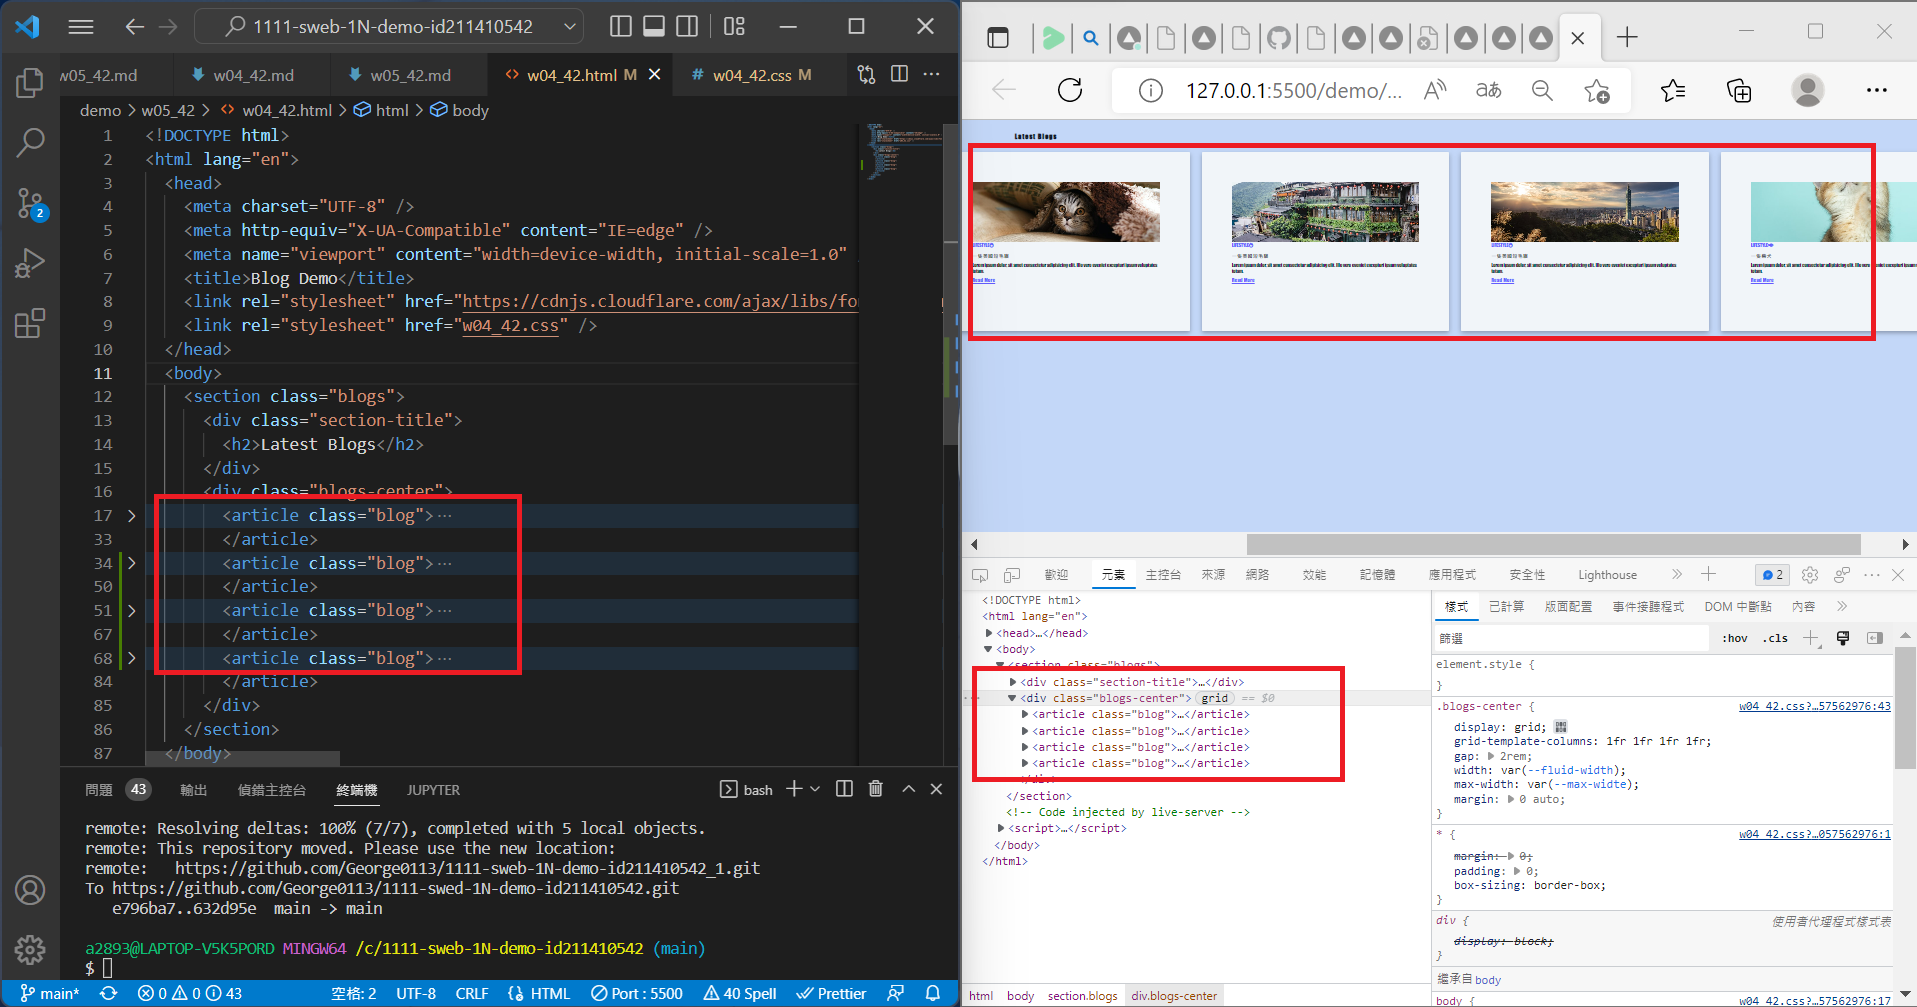 1111-sweb-1N-demo-id211410542
w05_42.md
w04_42.md
w05_42.md
w04_42.html M
# w04_42.css M
demo > w05_42 > w04_42.html > html > body
1 <!DOCTYPE html>
2 <html lang="en">
3 <head>
4 <meta charset="UTF-8" />
5 <meta http-equiv="X-UA-Compatible" content="IE=edge" />
6 <meta name="viewport" content="width=device-width, initial-scale=1.0"
7 <title>Blog Demo</title>
8 <link rel="stylesheet" href="https://cdnjs.cloudflare.com/ajax/libs/fo
9 <link rel="stylesheet" href="w04_42.css" />
10 </head>
11 <body>
12 <section class="blogs">
13 <div class="section-title">
14 <h2>Latest Blogs</h2>
15 </div>
16 <div class="blogs-center">
17 <article class="blog">…
33 </article>
34 <article class="blog">…
50 </article>
51 <article class="blog">…
67 </article>
68 <article class="blog">…
84 </article>
85 </div>
86 </section>
87 </body>
問題 43 輸出 偵錯主控台 終端機 JUPYTER
bash
remote: Resolving deltas: 100% (7/7), completed with 5 local objects.
remote: This repository moved. Please use the new location:
remote:   https://github.com/George0113/1111-sweb-1N-demo-id211410542_1.git
To https://github.com/George0113/1111-swed-1N-demo-id211410542.git
   e796ba7..632d95e  main -> main
a2893@LAPTOP-V5K5PORD MINGW64 /c/1111-sweb-1N-demo-id211410542 (main)
$
2
main* 0 0 43 空格: 2 UTF-8 CRLF HTML Port : 5500 40 Spell Prettier
127.0.0.1:5500/demo/...
Latest Blogs
LIFESTYLE
LIFESTYLE
LIFESTYLE
LIFESTYLE
Read More
Read More
Read More
Read More
歡迎 元素 主控台 來源 網路 效能 記憶體 應用程式 安全性 Lighthouse 2
<!DOCTYPE html>
<html lang="en">
<head>…</head>
<body>
<section class="blogs">
<div class="section-title">…</div>
<div class="blogs-center"> grid == $0
<article class="blog">…</article>
<article class="blog">…</article>
<article class="blog">…</article>
<article class="blog">…</article>
</div>
</section>
<!-- Code injected by live-server -->
<script>…</script>
</body>
</html>
html body section.blogs div.blogs-center
樣式 已計算 版面配置 事件接聽程式 DOM 中斷點 內容
篩選 :hov .cls
element.style {
}
.blogs-center { w04_42.css?…57562976:43
display: grid;
grid-template-columns: 1fr 1fr 1fr 1fr;
gap: 2rem;
width: var(--fluid-width);
max-width: var(--max-widte);
margin: 0 auto;
}
* { w04_42.css?…057562976:1
margin: 0;
padding: 0;
box-sizing: border-box;
}
div { 使用者代理程式樣式表
display: block;
}
繼承自 body
body { w04_42.css?…57562976:17